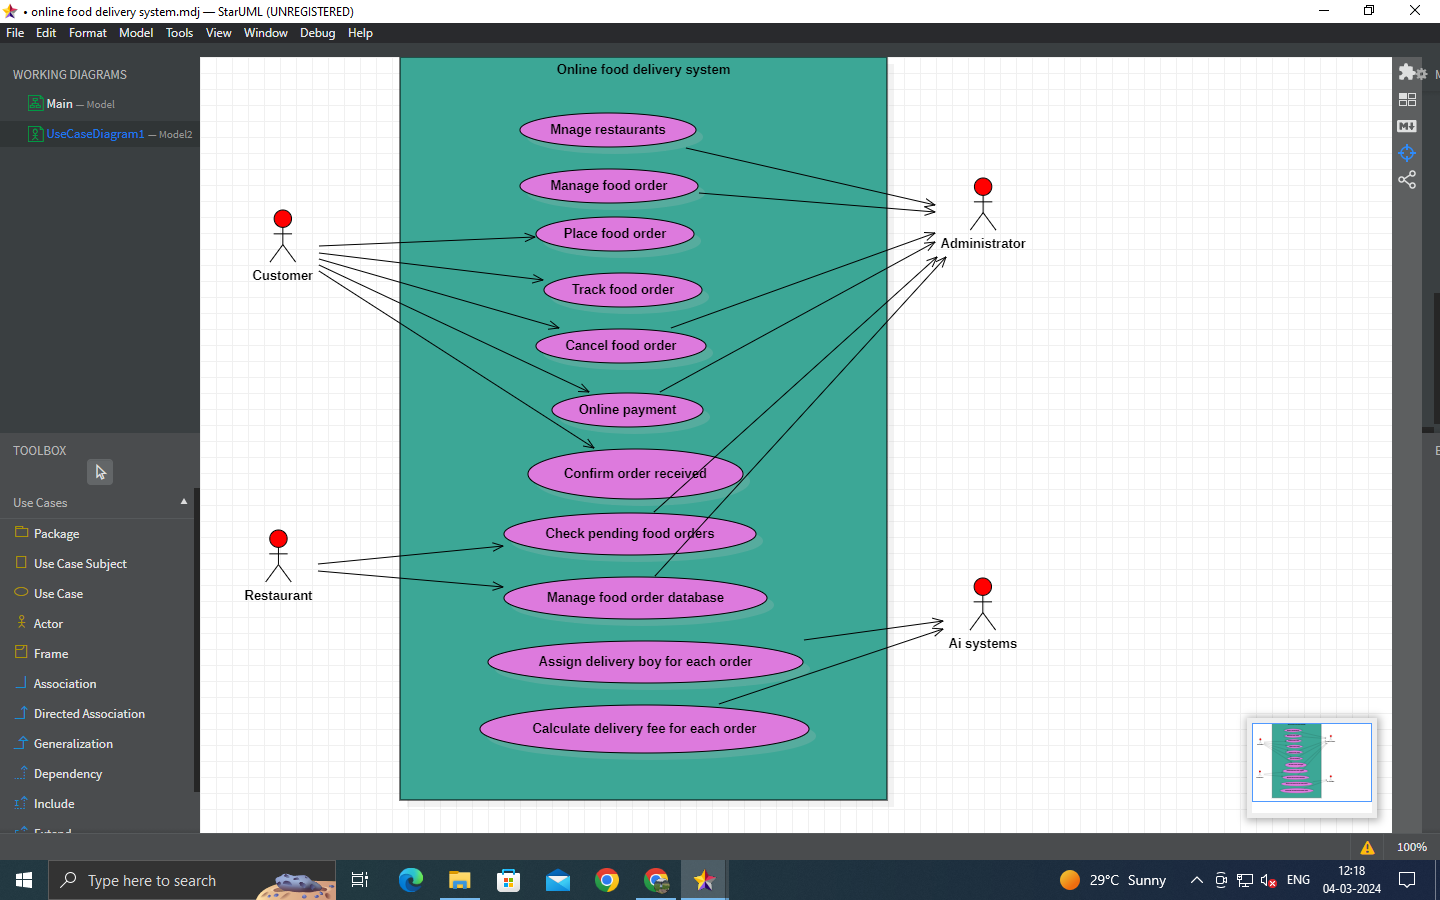 • online food delivery system.mdj — StarUML (UNREGISTERED)
File Edit Format Model Tools View Window Debug Help
WORKING DIAGRAMS
Main — Model
UseCaseDiagram1 — Model2
TOOLBOX
Use Cases
Package
Use Case Subject
Use Case
Actor
Frame
Association
Directed Association
Generalization
Dependency
Include
Extend
Online food delivery system
Mnage restaurants
Manage food order
Place food order
Track food order
Cancel food order
Online payment
Confirm order received
Check pending food orders
Manage food order database
Assign delivery boy for each order
Calculate delivery fee for each order
Customer
Restaurant
Administrator
Ai systems
M
E
100%
Type here to search
29°C Sunny
ENG
12:18
04-03-2024